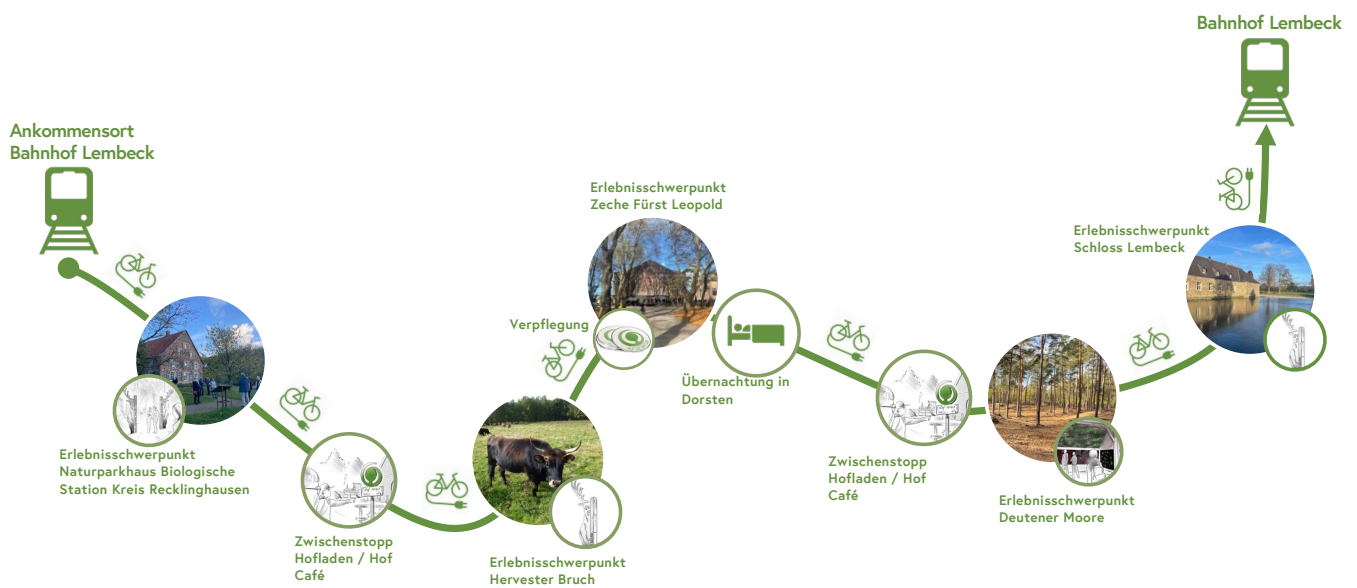 Ankommensort
Bahnhof Lembeck
Erlebnisschwerpunkt
Naturparkhaus Biologische
Station Kreis Recklinghausen
Zwischenstopp
Hofladen / Hof
Café
Erlebnisschwerpunkt
Hervester Bruch
Verpflegung
Erlebnisschwerpunkt
Zeche Fürst Leopold
Übernachtung in
Dorsten
Zwischenstopp
Hofladen / Hof
Café
Erlebnisschwerpunkt
Deutener Moore
Erlebnisschwerpunkt
Schloss Lembeck
Bahnhof Lembeck